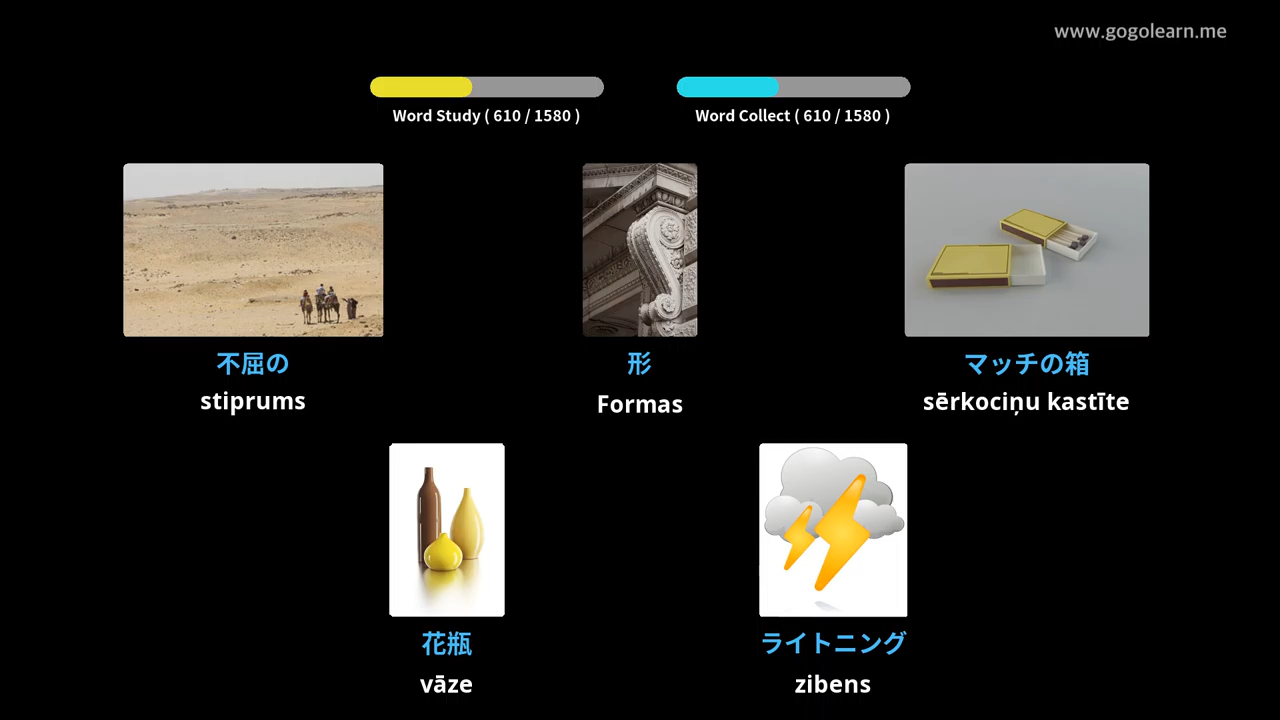 www.gogolearn.me
Word Study ( 610 / 1580 )
Word Collect ( 610 / 1580 )
不屈の
stiprums
形
Formas
マッチの箱
sērkociņu kastīte
花瓶
vāze
ライトニング
zibens